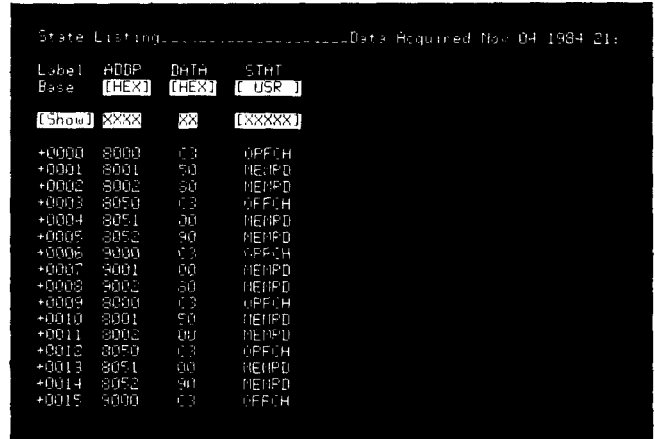 State Listing___________________Data Acquired Nov 04 1984 21:
Label ADDR DATA STAT
Base [HEX] [HEX] [ USR ]
[Show] XXXX XX [XXXXX]
+0000 8000 C3 OPFCH
+0001 8001 50 MEMRD
+0002 8002 80 MEMRD
+0003 8050 C3 OPFCH
+0004 8051 00 MEMRD
+0005 8052 90 MEMRD
+0006 9000 C3 OPFCH
+0007 9001 00 MEMRD
+0008 9002 80 MEMRD
+0009 8000 C3 OPFCH
+0010 8001 50 MEMRD
+0011 8002 80 MEMRD
+0012 8050 C3 OPFCH
+0013 8051 00 MEMRD
+0014 8052 90 MEMRD
+0015 9000 C3 OPFCH